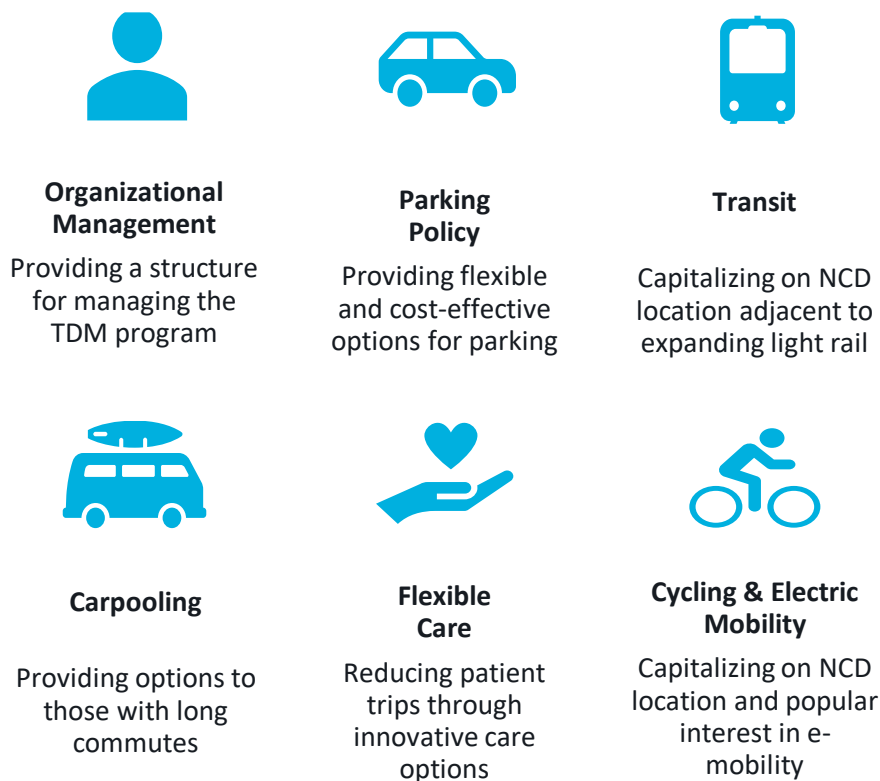 Organizational
Management
Providing a structure
for managing the
TDM program
Parking
Policy
Providing flexible
and cost-effective
options for parking
Transit
Capitalizing on NCD
location adjacent to
expanding light rail
Carpooling
Providing options to
those with long
commutes
Flexible
Care
Reducing patient
trips through
innovative care
options
Cycling & Electric
Mobility
Capitalizing on NCD
location and popular
interest in e-
mobility